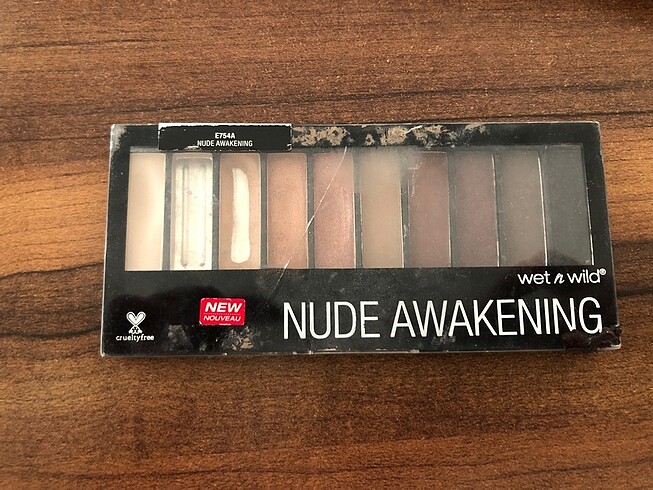 E754A
NUDE AWAKENING
wet n wild®
NEW
NOUVEAU
NUDE AWAKENING
crueltyfree